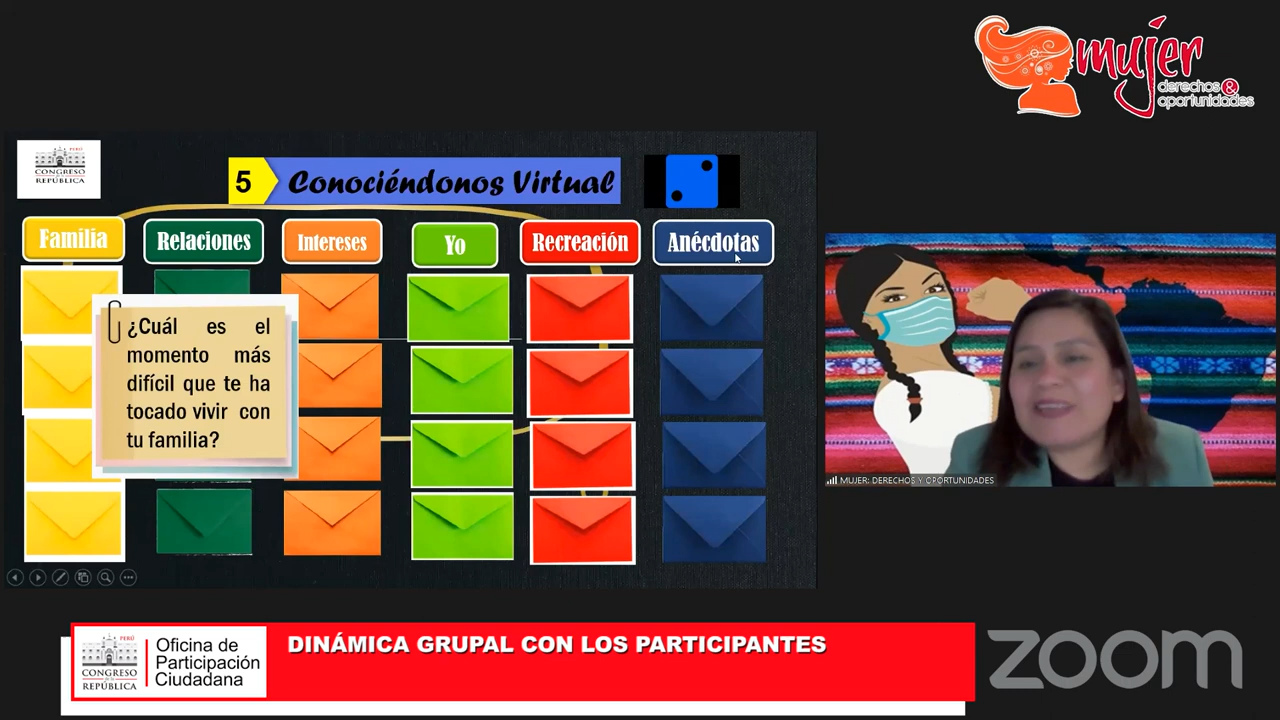 mujer
derechos &
oportunidades
PERÚ
CONGRESO
REPÚBLICA
5
Conociéndonos Virtual
Familia
Relaciones
Intereses
Yo
Recreación
Anécdotas
¿Cuál es el
momento más
difícil que te ha
tocado vivir con
tu familia?
MUJER: DERECHOS Y OPORTUNIDADES
PERÚ
CONGRESO
REPÚBLICA
Oficina de
Participación
Ciudadana
DINÁMICA GRUPAL CON LOS PARTICIPANTES
zoom